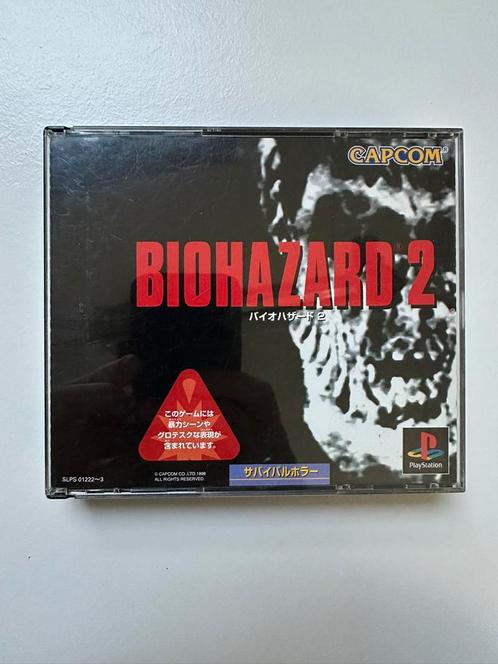 CAPCOM®
BIOHAZARD 2
バイオハザード2
このゲームには
暴力シーンや
グロテスクな表現が
含まれています。
SLPS 01222〜3
© CAPCOM CO.,LTD.1998
ALL RIGHTS RESERVED.
サバイバルホラー
PlayStation